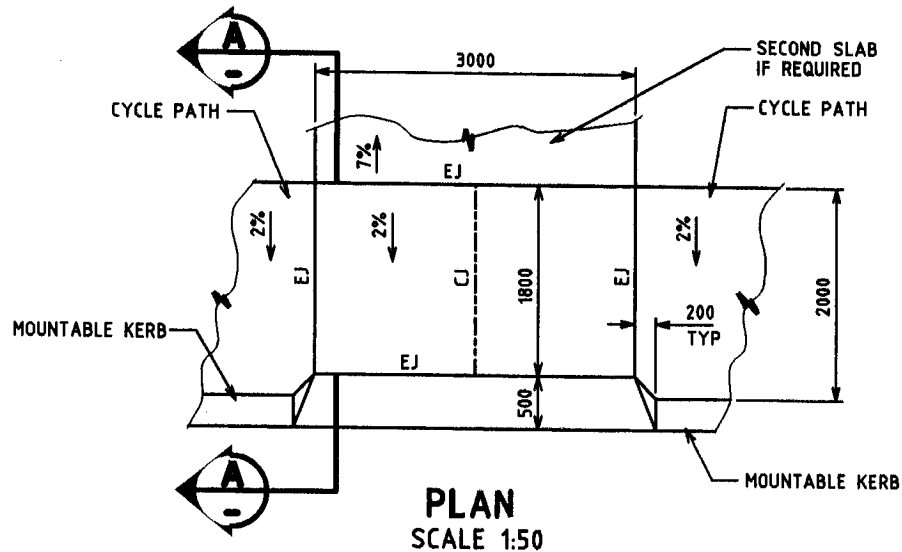 A
-
3000
SECOND SLAB
IF REQUIRED
CYCLE PATH
CYCLE PATH
7%
EJ
2%
2%
2%
EJ
CJ
1800
EJ
2000
200
TYP
MOUNTABLE KERB
EJ
500
A
-
MOUNTABLE KERB
PLAN
SCALE 1:50